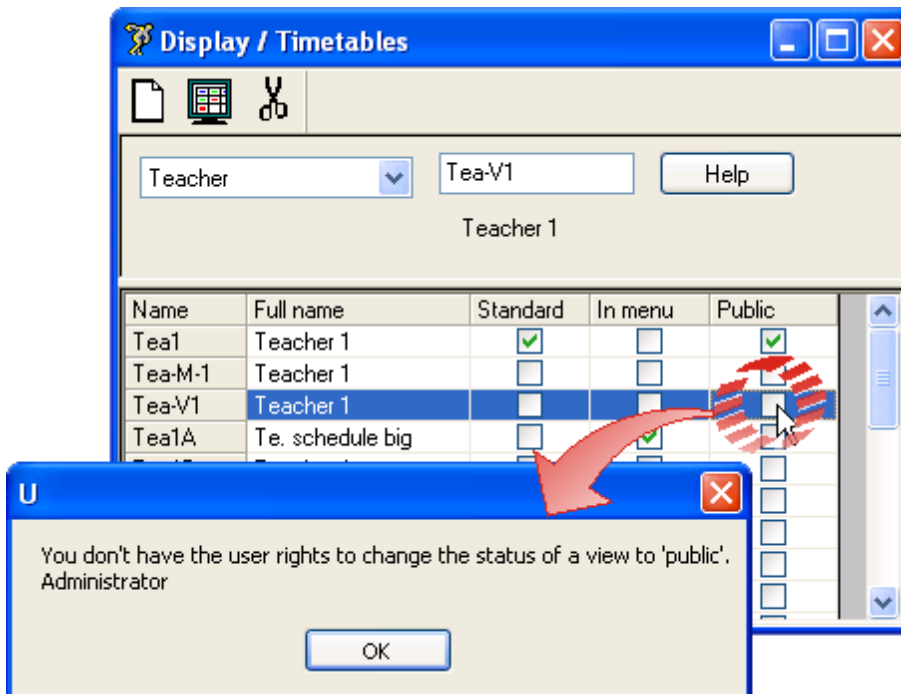 Display / Timetables
Teacher Tea-V1 Help
Teacher 1
Name Full name Standard In menu Public
Tea1 Teacher 1
Tea-M-1 Teacher 1
Tea-V1 Teacher 1
Tea1A Te. schedule big
U
You don't have the user rights to change the status of a view to 'public'.
Administrator
OK